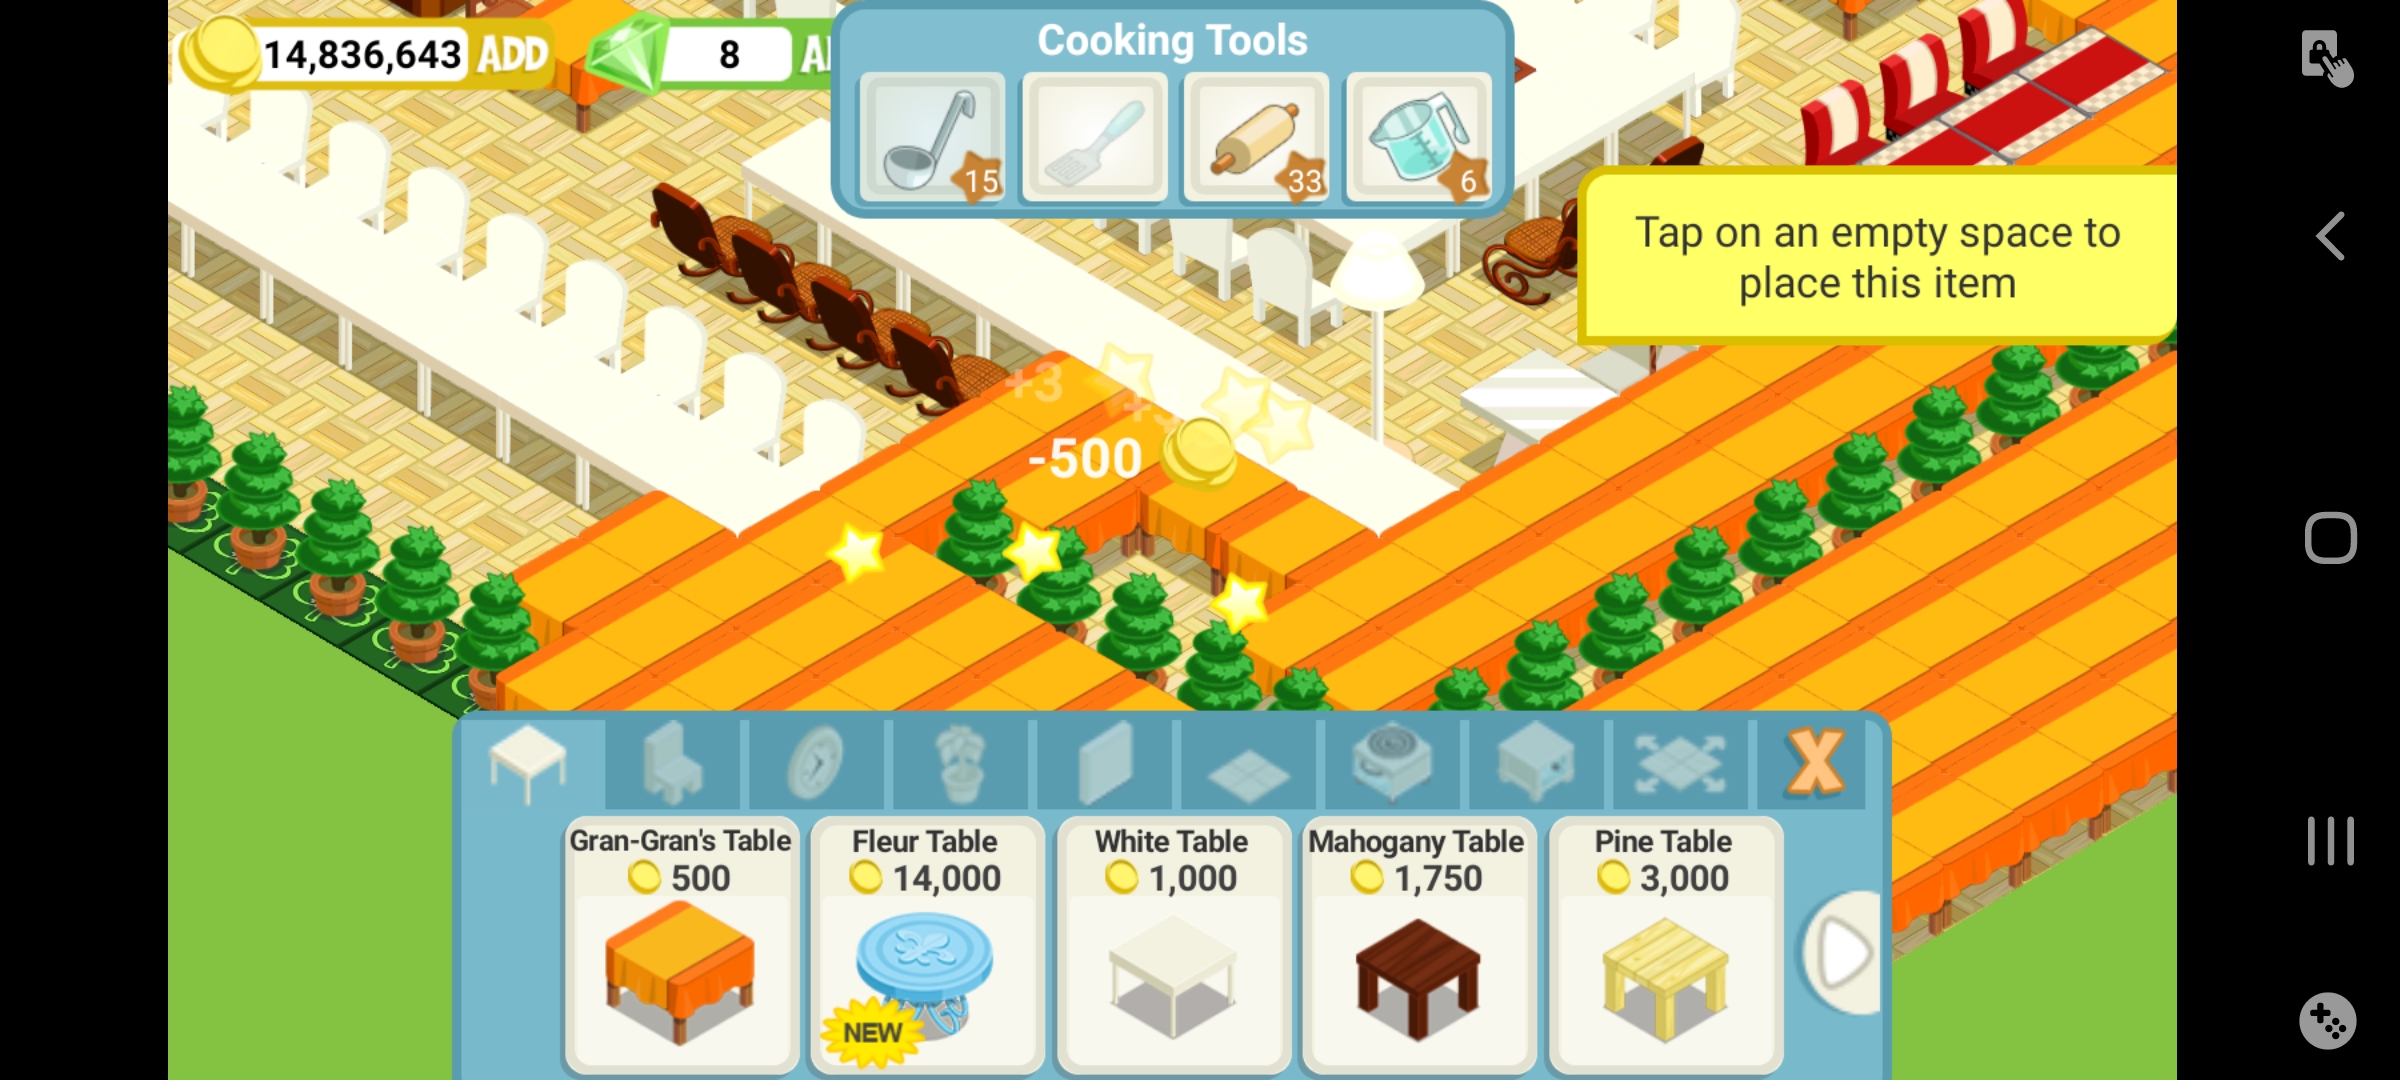 14,836,643 ADD
8
Cooking Tools
15
33
6
Tap on an empty space to
place this item
+3
-500
Gran-Gran's Table
500
Fleur Table
14,000
NEW
White Table
1,000
Mahogany Table
1,750
Pine Table
3,000
X